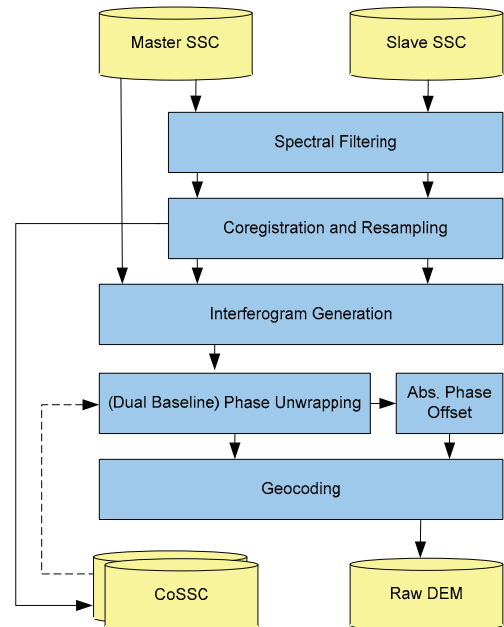 Master SSC
Slave SSC
Spectral Filtering
Coregistration and Resampling
Interferogram Generation
(Dual Baseline) Phase Unwrapping
Abs. Phase
Offset
Geocoding
CoSSC
Raw DEM